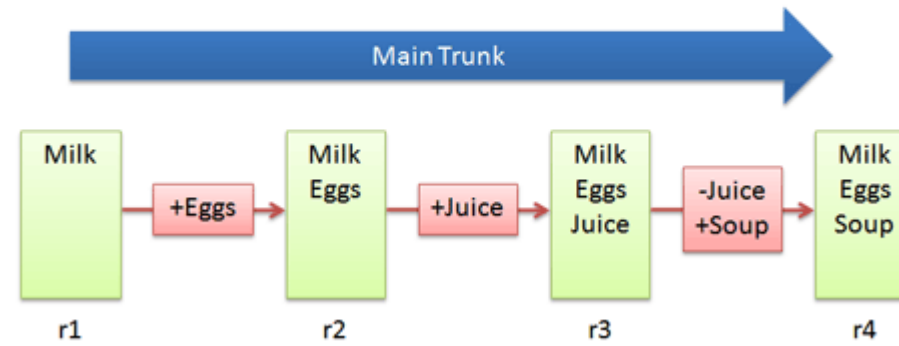 Main Trunk
Milk
+Eggs
Milk
Eggs
+Juice
Milk
Eggs
Juice
-Juice
+Soup
Milk
Eggs
Soup
r1
r2
r3
r4